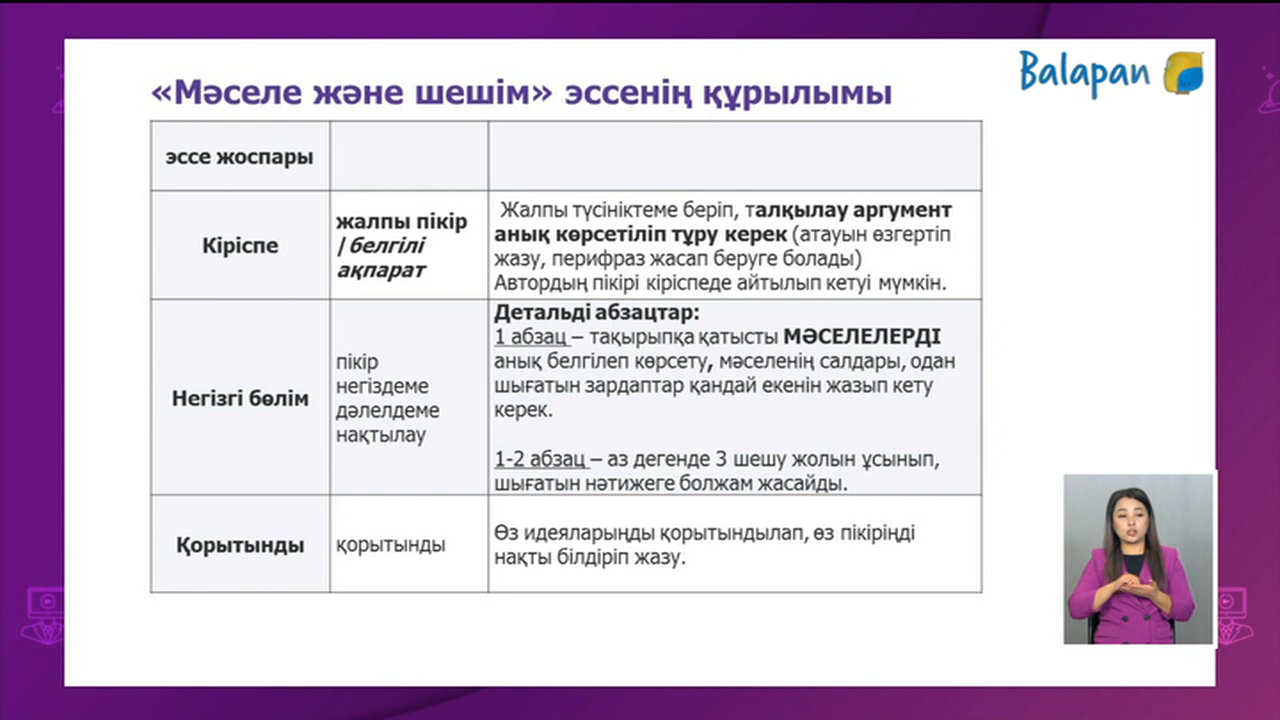 Balapan
«Мәселе және шешім» эссенің құрылымы
эссе жоспары
Кіріспе
жалпы пікір
| белгілі
ақпарат
Жалпы түсініктеме беріп, талқылау аргумент
анық көрсетіліп тұру керек (атауын өзгертіп
жазу, перифраз жасап беруге болады)
Автордың пікірі кіріспеде айтылып кетуі мүмкін.
Негізгі бөлім
пікір
негіздеме
дәлелдеме
нақтылау
Детальді абзацтар:
1 абзац – тақырыпқа қатысты МӘСЕЛЕЛЕРДІ
анық белгілеп көрсету, мәселенің салдары, одан
шығатын зардаптар қандай екенін жазып кету
керек.
1-2 абзац – аз дегенде 3 шешу жолын ұсынып,
шығатын нәтижеге болжам жасайды.
Қорытынды
қорытынды
Өз идеяларыңды қорытындылап, өз пікіріңді
нақты білдіріп жазу.